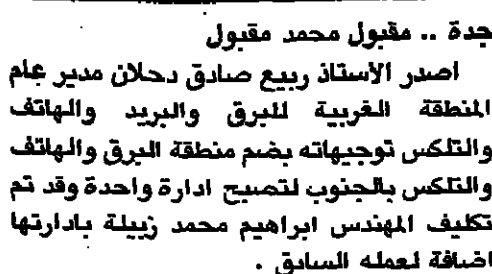 جدة .. مقبول محمد مقبول
اصدر الاستاذ ربيع صادق دحلان مدير عام
المنطقة الغربية للبرق والبريد والهاتف
والتلكس توجيهاته بضم منطقة البرق والهاتف
والتلكس بالجنوب لتصبح ادارة واحدة وقد تم
تكليف المهندس ابراهيم محمد زبيلة بادارتها
اضافة لعمله السابق .